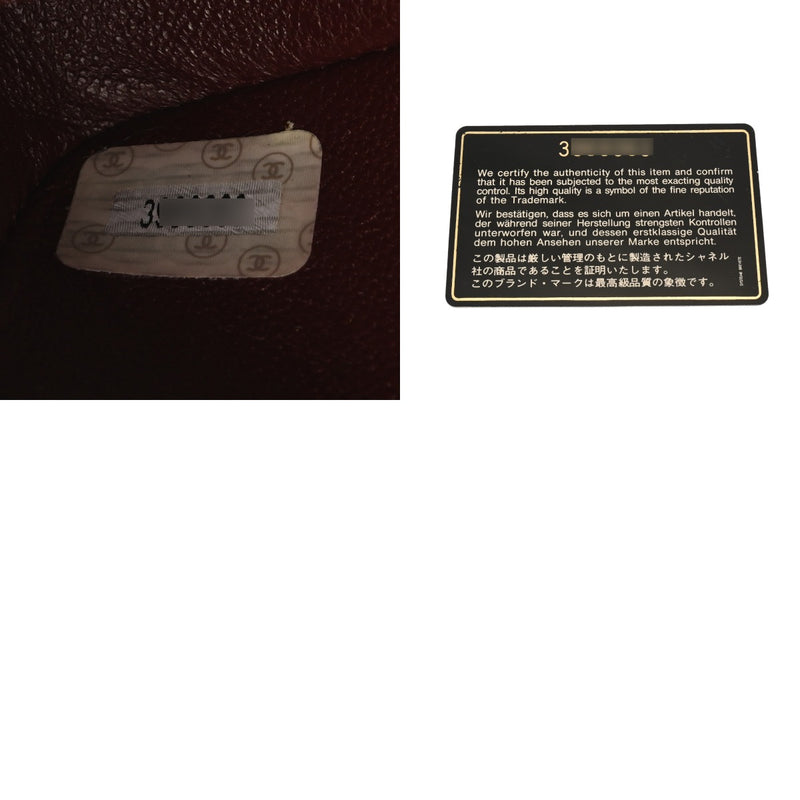 3
3
We certify the authenticity of this item and confirm
that it has been subjected to the most exacting quality
control. Its high quality is a symbol of the fine reputation
of the Trademark.
Wir bestätigen, dass es sich um einen Artikel handelt,
der während seiner Herstellung strengsten Kontrollen
unterworfen war, und dessen erstklassige Qualität
dem hohen Ansehen unserer Marke entspricht.
この製品は厳しい管理のもとに製造されたシャネル
社の商品であることを証明いたします。
このブランド・マークは最高級品質の象徴です。